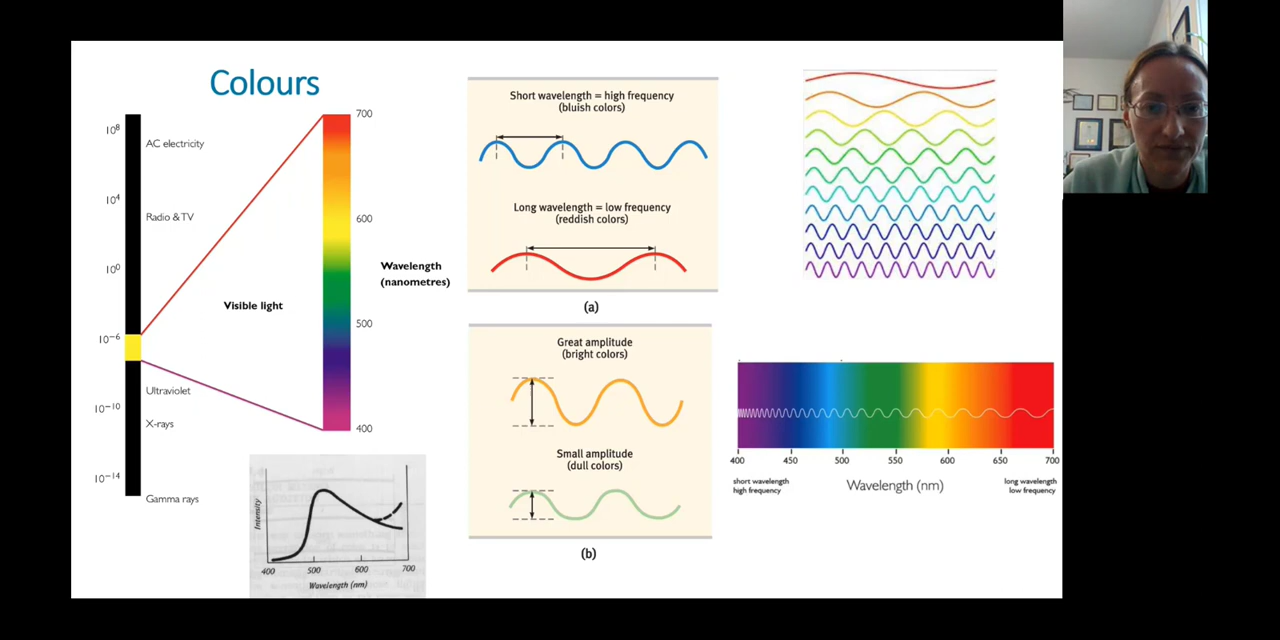 Colours
10⁸
AC electricity
10⁴
Radio & TV
10⁰
10⁻⁶
Ultraviolet
10⁻¹⁰
X-rays
10⁻¹⁴
Gamma rays
Visible light
700
600
500
400
Wavelength
(nanometres)
Intensity
400 500 600 700
Wavelength (nm)
Short wavelength = high frequency
(bluish colors)
Long wavelength = low frequency
(reddish colors)
(a)
Great amplitude
(bright colors)
Small amplitude
(dull colors)
(b)
400 450 500 550 600 650 700
short wavelength
high frequency
Wavelength (nm)
long wavelength
low frequency